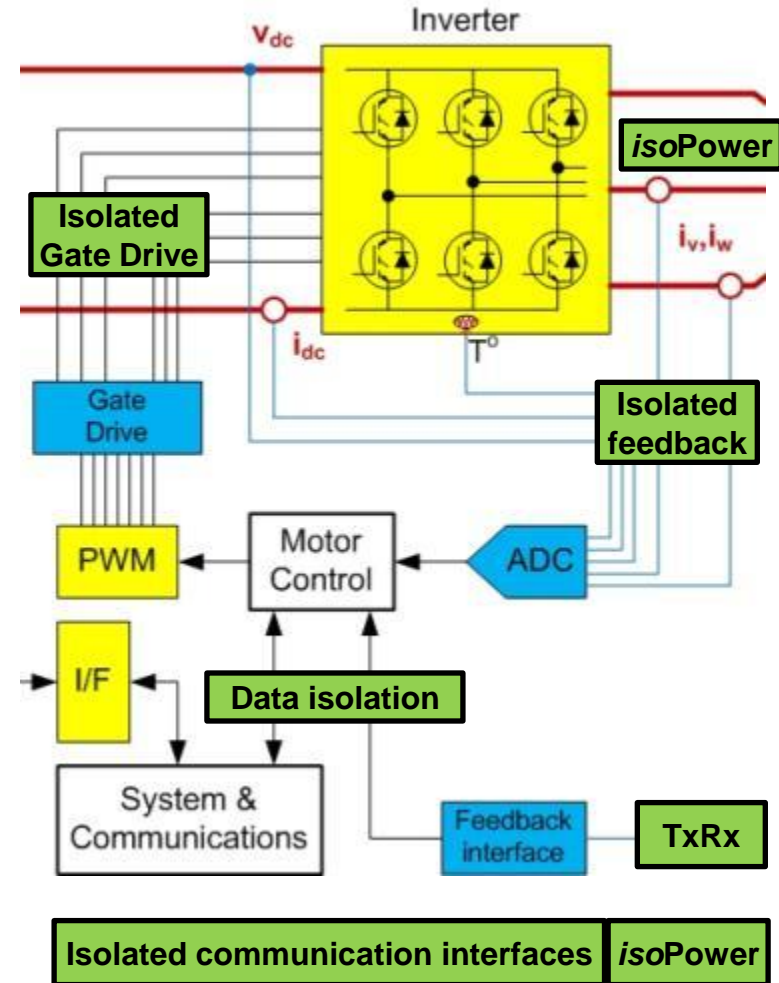 Inverter
Vdc
isoPower
Isolated
Gate Drive
iv,iw
idc
To
Gate
Drive
Isolated
feedback
PWM
Motor
Control
ADC
I/F
Data isolation
System &
Communications
Feedback
interface
TxRx
Isolated communication interfaces
isoPower